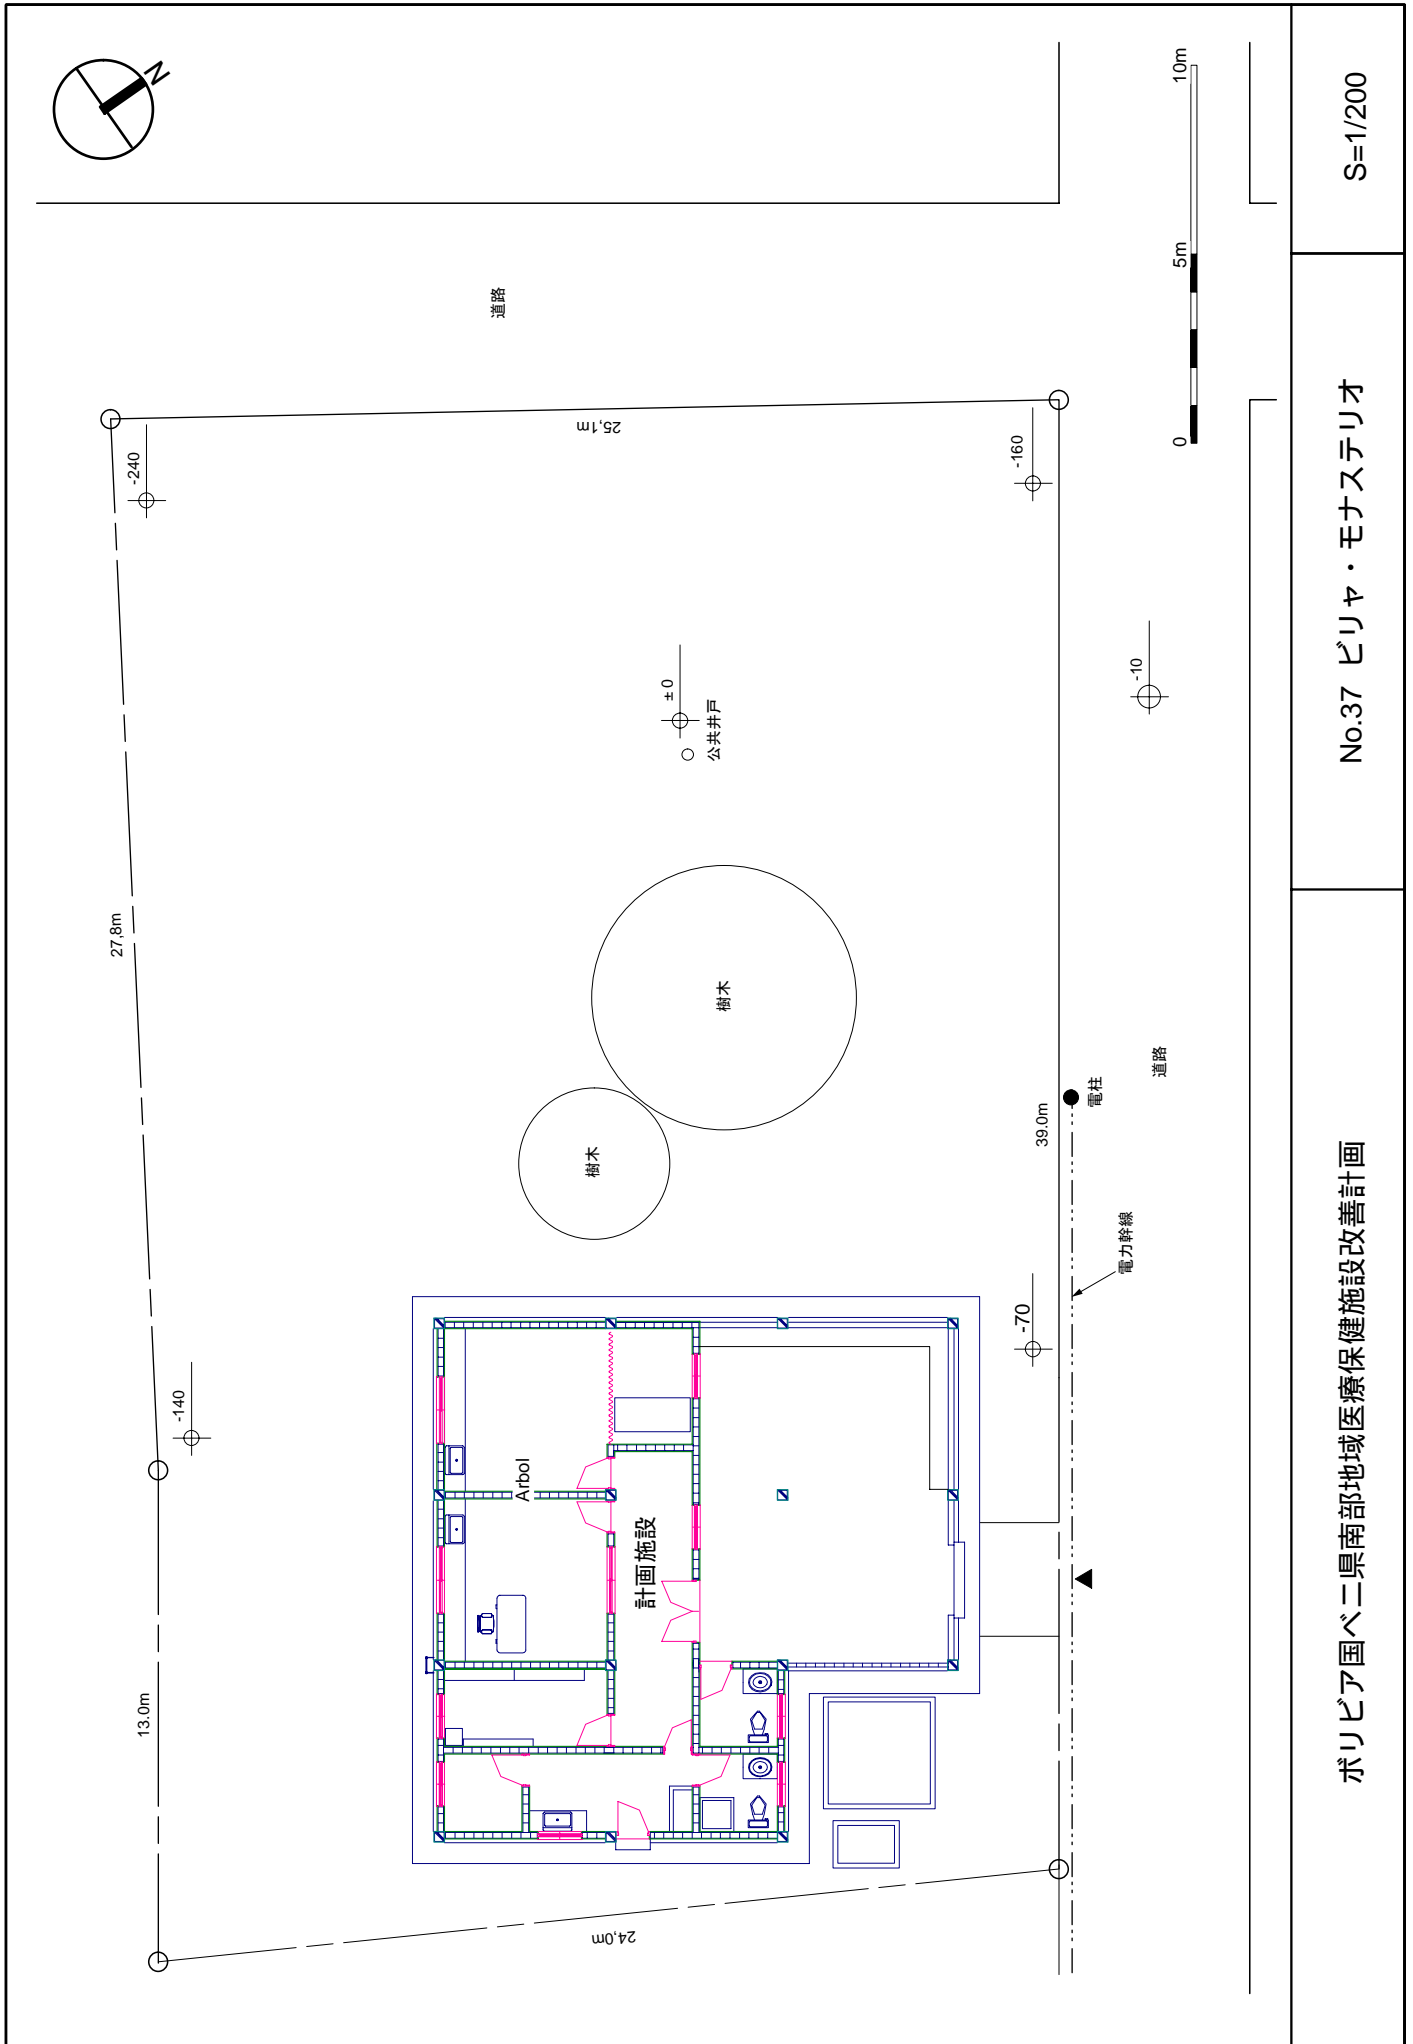 N
道路
25,1m
-240
-160
27,8m
±0
公共井戸
-10
樹木
樹木
39.0m
電柱
道路
電力幹線
-70
-140
13.0m
24,0m
Arbol
計画施設
0
5m
10m
ボリビア国ベニ県南部地域医療保健施設改善計画
No.37 ビリャ・モナステリオ
S=1/200